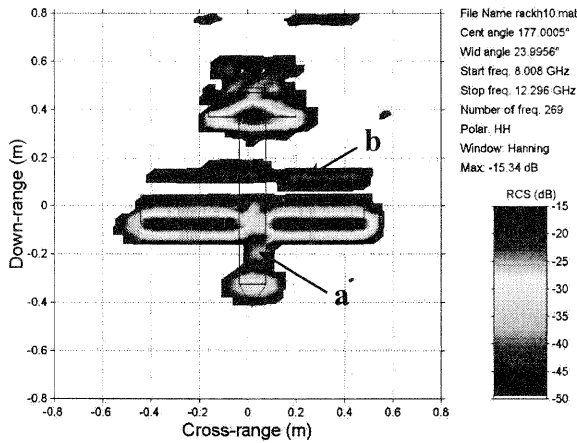 File Name rackh10.mat
Cent angle 177.0005°
Wid angle 23.9956°
Start freq. 8.008 GHz
Stop freq. 12.296 GHz
Number of freq. 269
Polar. HH
Window: Hanning
Max: -15.34 dB
RCS (dB)
-15
-20
-25
-30
-35
-40
-45
-50
Down-range (m)
0.8
0.6
0.4
0.2
0
-0.2
-0.4
-0.6
-0.8
b
a
-0.8 -0.6 -0.4 -0.2 0 0.2 0.4 0.6 0.8
Cross-range (m)